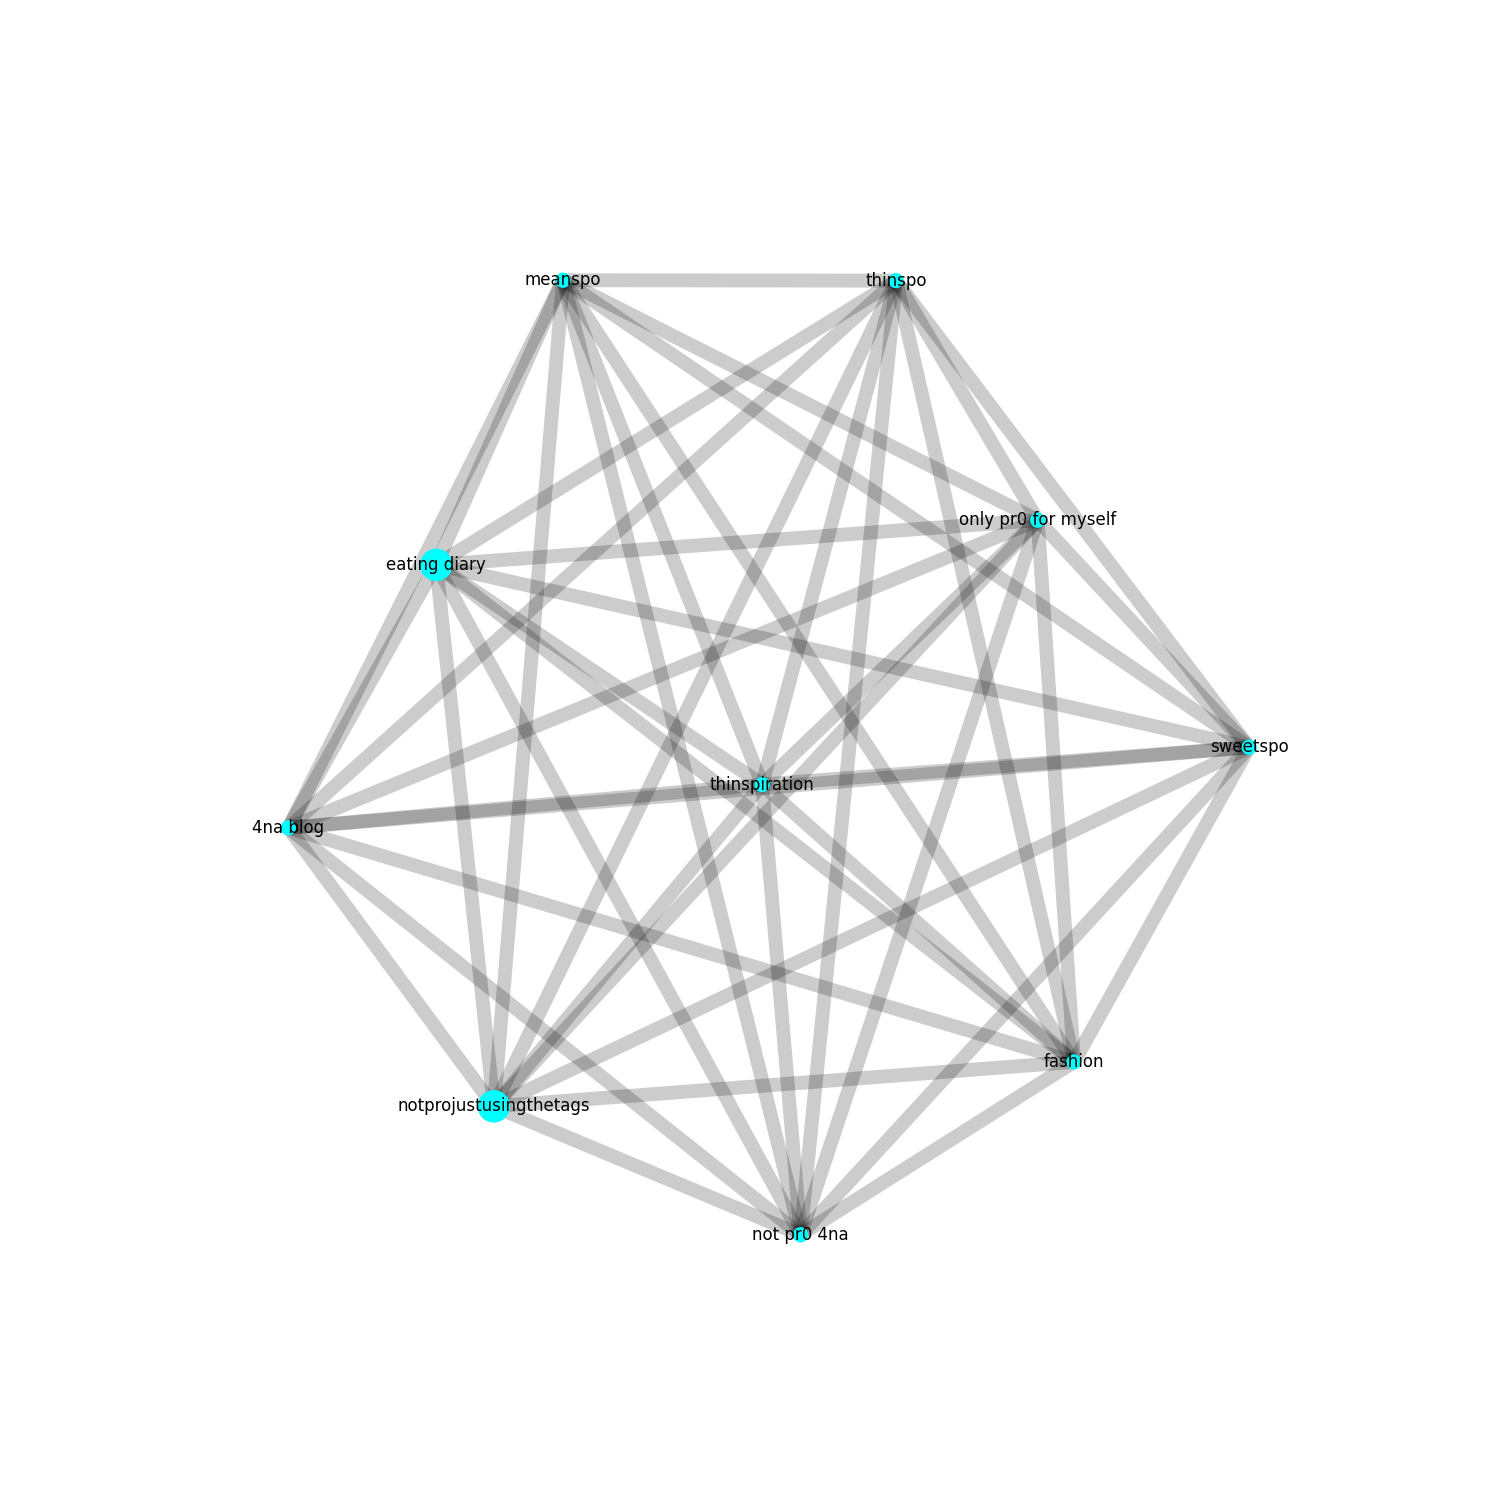 meanspo
thinspo
only pr0 for myself
eating diary
sweetspo
thinspiration
4na blog
fashion
notprojustusingthetags
not pr0 4na